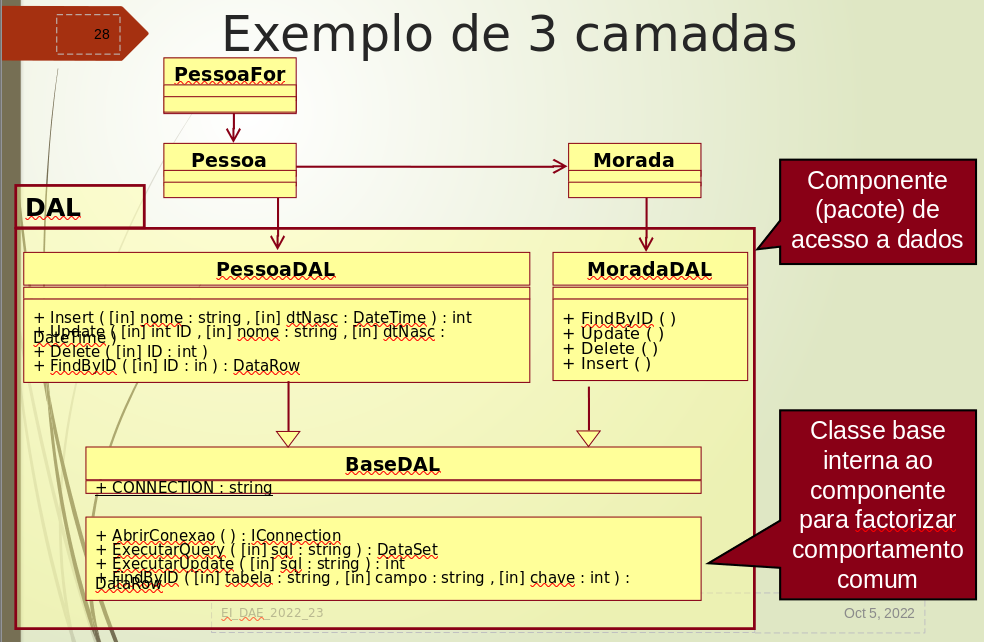 28
Exemplo de 3 camadas
PessoaFor
Pessoa
Morada
DAL
Componente
(pacote) de
acesso a dados
PessoaDAL
+ Insert ( [in] nome : string , [in] dtNasc : DateTime ) : int
+ Update ( [in] int ID , [in] nome : string , [in] dtNasc :
DateTime )
+ Delete ( [in] ID : int )
+ FindByID ( [in] ID : in ) : DataRow
MoradaDAL
+ FindByID ( )
+ Update ( )
+ Delete ( )
+ Insert ( )
BaseDAL
+ CONNECTION : string
+ AbrirConexao ( ) : IConnection
+ ExecutarQuery ( [in] sql : string ) : DataSet
+ ExecutarUpdate ( [in] sql : string ) : int
+ FindByID ( [in] tabela : string , [in] campo : string , [in] chave : int ) :
DataRow
Classe base
interna ao
componente
para factorizar
comportamento
comum
EI_DAE_2022_23
Oct 5, 2022